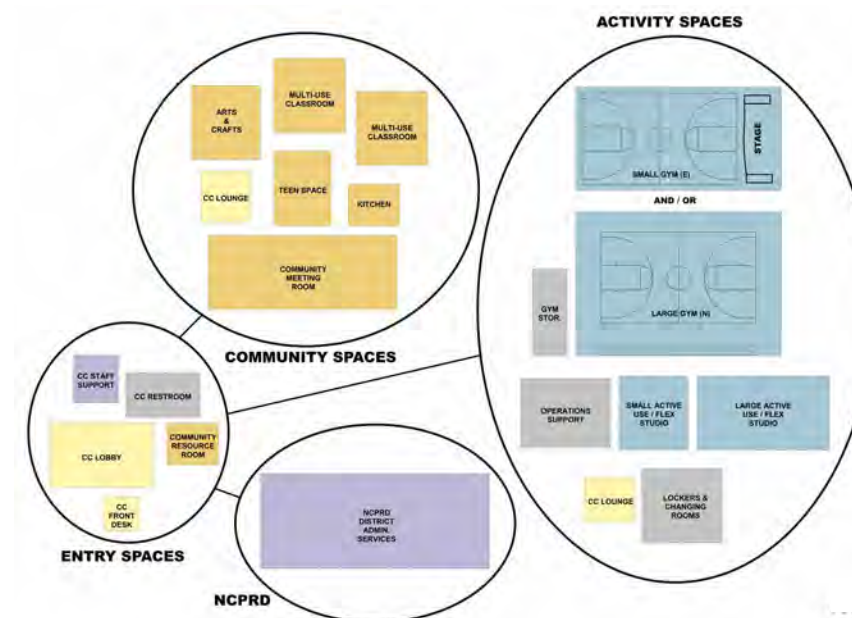 ACTIVITY SPACES
MULTI-USE
CLASSROOM
ARTS
&
CRAFTS
MULTI-USE
CLASSROOM
CC LOUNGE
TEEN SPACE
KITCHEN
COMMUNITY
MEETING
ROOM
COMMUNITY SPACES
STAGE
SMALL GYM (E)
AND / OR
GYM
STOR.
LARGE GYM (N)
OPERATIONS
SUPPORT
SMALL ACTIVE
USE / FLEX
STUDIO
LARGE ACTIVE
USE / FLEX
STUDIO
CC LOUNGE
LOCKERS &
CHANGING
ROOMS
CC STAFF
SUPPORT
CC RESTROOM
CC LOBBY
COMMUNITY
RESOURCE
ROOM
CC
FRONT
DESK
ENTRY SPACES
NCPRD
DISTRICT
ADMIN.
SERVICES
NCPRD